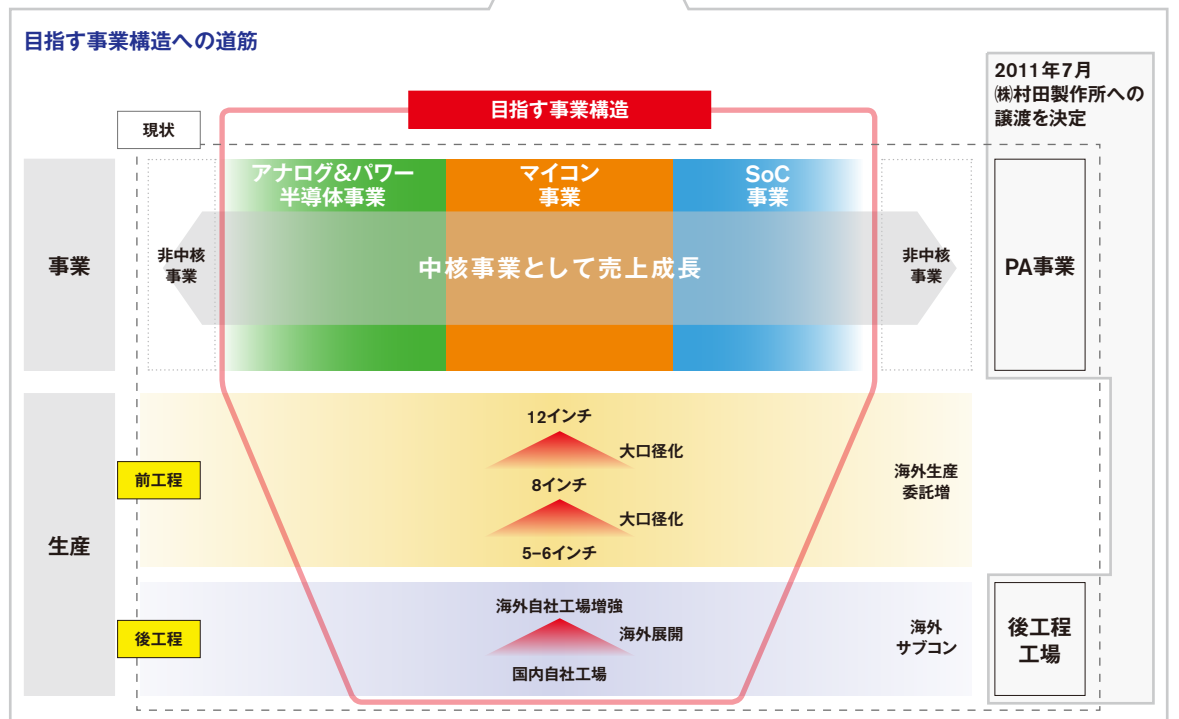 目指す事業構造への道筋
2011年7月
㈱村田製作所への
譲渡を決定
目指す事業構造
現状
アナログ&パワー
半導体事業
マイコン
事業
SoC
事業
事業
非中核
事業
中核事業として売上成長
非中核
事業
PA事業
生産
前工程
12インチ
大口径化
8インチ
大口径化
5−6インチ
海外生産
委託増
後工程
海外自社工場増強
海外展開
国内自社工場
海外
サブコン
後工程
工場